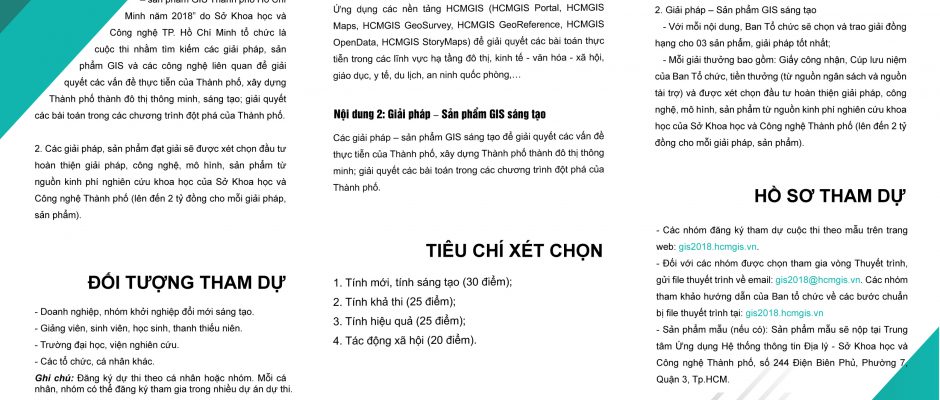 – sản phẩm GIS Thành phố Hồ Chí
Minh năm 2018” do Sở Khoa học và
Công nghệ TP. Hồ Chí Minh tổ chức là
cuộc thi nhằm tìm kiếm các giải pháp, sản
phẩm GIS và các công nghệ liên quan để giải
quyết các vấn đề thực tiễn của Thành phố, xây dựng
Thành phố thành đô thị thông minh, sáng tạo; giải quyết
các bài toán trong các chương trình đột phá của Thành phố.
2. Các giải pháp, sản phẩm đạt giải sẽ được xét chọn đầu tư
hoàn thiện giải pháp, công nghệ, mô hình, sản phẩm từ
nguồn kinh phí nghiên cứu khoa học của Sở Khoa học và
Công nghệ Thành phố (lên đến 2 tỷ đồng cho mỗi giải pháp,
sản phẩm).
ĐỐI TƯỢNG THAM DỰ
- Doanh nghiệp, nhóm khởi nghiệp đổi mới sáng tạo.
- Giảng viên, sinh viên, học sinh, thanh thiếu niên.
- Trường đại học, viện nghiên cứu.
- Các tổ chức, cá nhân khác.
Ghi chú: Đăng ký dự thi theo cá nhân hoặc nhóm. Mỗi cá
nhân, nhóm có thể đăng ký tham gia trong nhiều dự án dự thi.
Ứng dụng các nền tảng HCMGIS (HCMGIS Portal, HCMGIS
Maps, HCMGIS GeoSurvey, HCMGIS GeoReference, HCMGIS
OpenData, HCMGIS StoryMaps) để giải quyết các bài toán thực
tiễn trong các lĩnh vực hạ tầng đô thị, kinh tế - văn hóa - xã hội,
giáo dục, y tế, du lịch, an ninh quốc phòng,…
Nội dung 2: Giải pháp – Sản phẩm GIS sáng tạo
Các giải pháp – sản phẩm GIS sáng tạo để giải quyết các vấn đề
thực tiễn của Thành phố, xây dựng Thành phố thành đô thị thông
minh; giải quyết các bài toán trong các chương trình đột phá của
Thành phố.
TIÊU CHÍ XÉT CHỌN
1. Tính mới, tính sáng tạo (30 điểm);
2. Tính khả thi (25 điểm);
3. Tính hiệu quả (25 điểm);
4. Tác động xã hội (20 điểm).
2. Giải pháp – Sản phẩm GIS sáng tạo
- Với mỗi nội dung, Ban Tổ chức sẽ chọn và trao giải đồng
hạng cho 03 sản phẩm, giải pháp tốt nhất;
- Mỗi giải thưởng bao gồm: Giấy công nhận, Cúp lưu niệm
của Ban Tổ chức, tiền thưởng (từ nguồn ngân sách và nguồn
tài trợ) và được xét chọn đầu tư hoàn thiện giải pháp, công
nghệ, mô hình, sản phẩm từ nguồn kinh phí nghiên cứu khoa
học của Sở Khoa học và Công nghệ Thành phố (lên đến 2 tỷ
đồng cho mỗi giải pháp, sản phẩm).
HỒ SƠ THAM DỰ
- Các nhóm đăng ký tham dự cuộc thi theo mẫu trên trang
web: gis2018.hcmgis.vn.
- Đối với các nhóm được chọn tham gia vòng Thuyết trình,
gửi file thuyết trình về email: gis2018@hcmgis.vn. Các nhóm
tham khảo hướng dẫn của Ban tổ chức về các bước chuẩn
bị file thuyết trình tại: gis2018.hcmgis.vn
- Sản phẩm mẫu (nếu có): Sản phẩm mẫu sẽ nộp tại Trung
tâm Ứng dụng Hệ thống thông tin Địa lý - Sở Khoa học và
Công nghệ Thành phố, số 244 Điện Biên Phủ, Phường 7,
Quận 3, Tp.HCM.